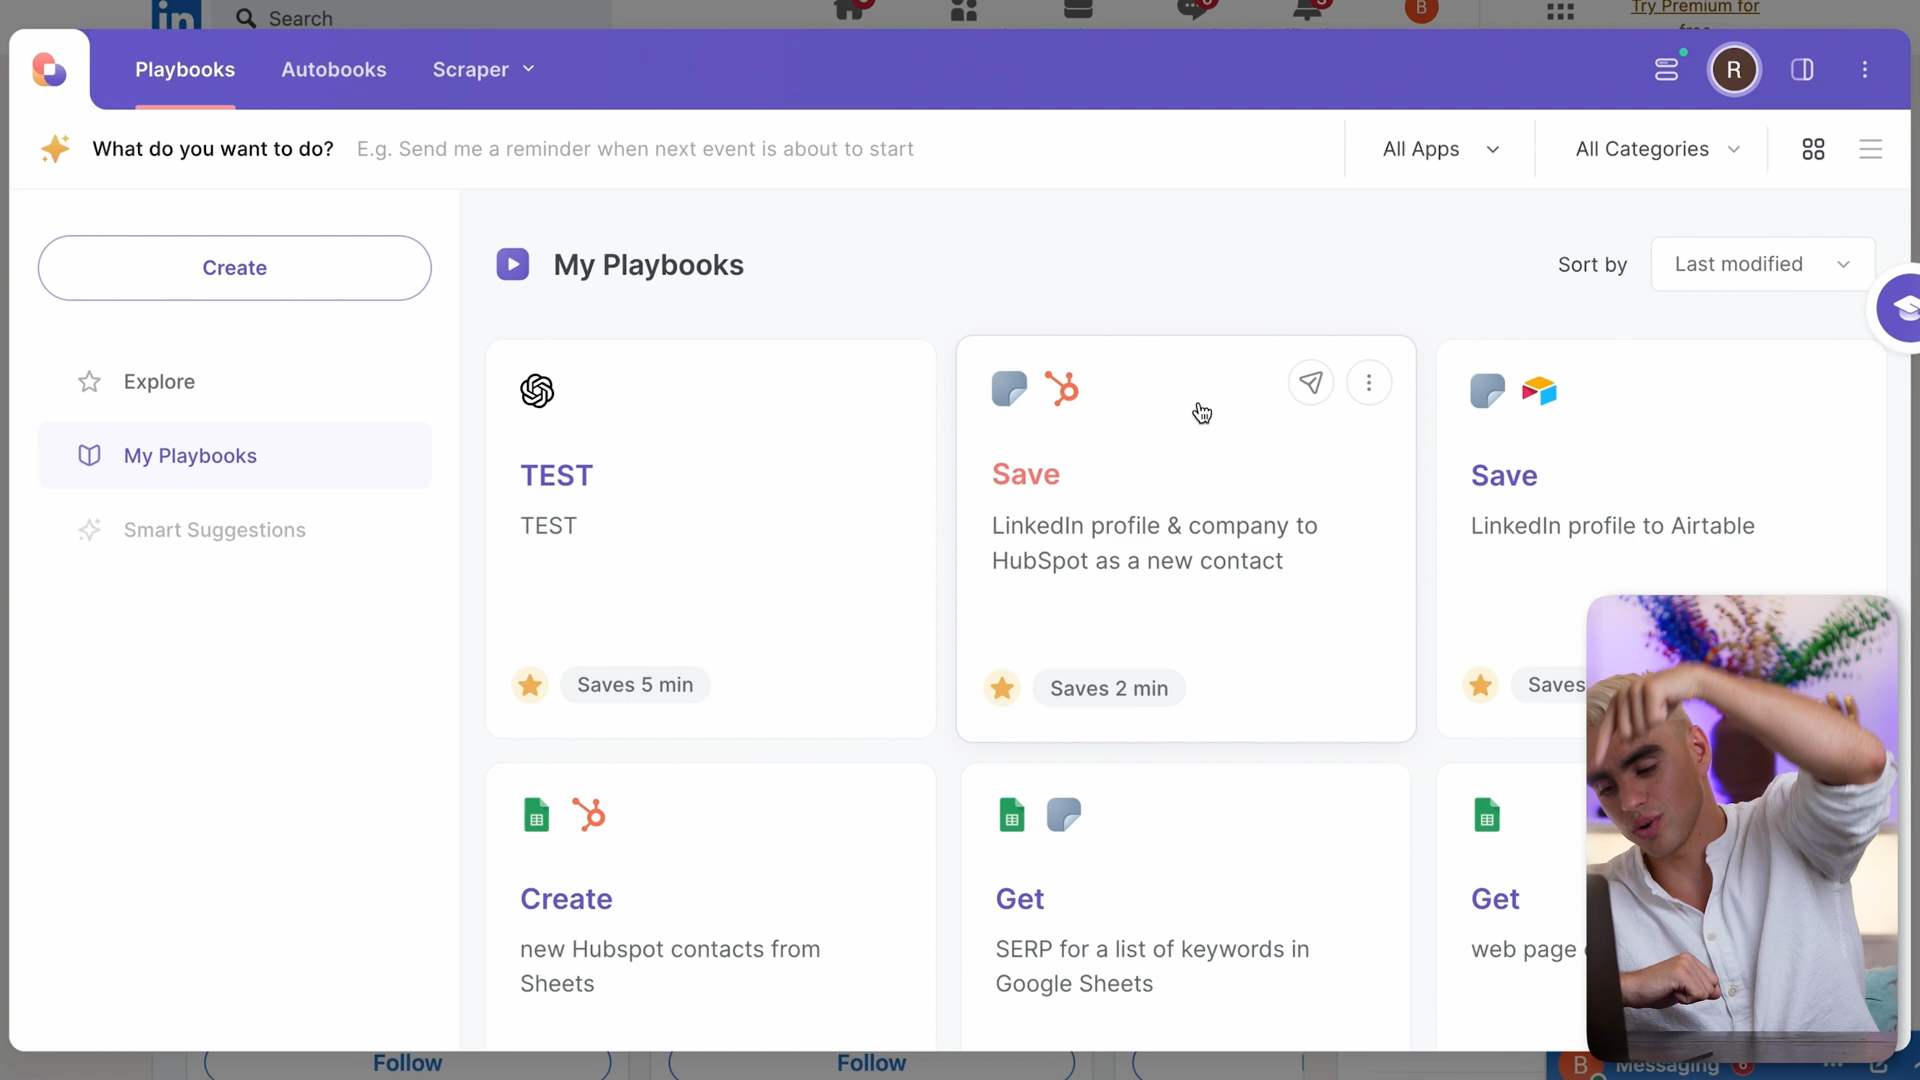 in
Search
B
Try Premium for
Playbooks
Autobooks
Scraper
R
What do you want to do?
E.g. Send me a reminder when next event is about to start
All Apps
All Categories
Create
My Playbooks
Sort by
Last modified
Explore
My Playbooks
Smart Suggestions
TEST
TEST
Saves 5 min
Save
LinkedIn profile & company to
HubSpot as a new contact
Saves 2 min
Save
LinkedIn profile to Airtable
Saves
Create
new Hubspot contacts from
Sheets
Get
SERP for a list of keywords in
Google Sheets
Get
web page
Follow
Follow
B
Messaging
6